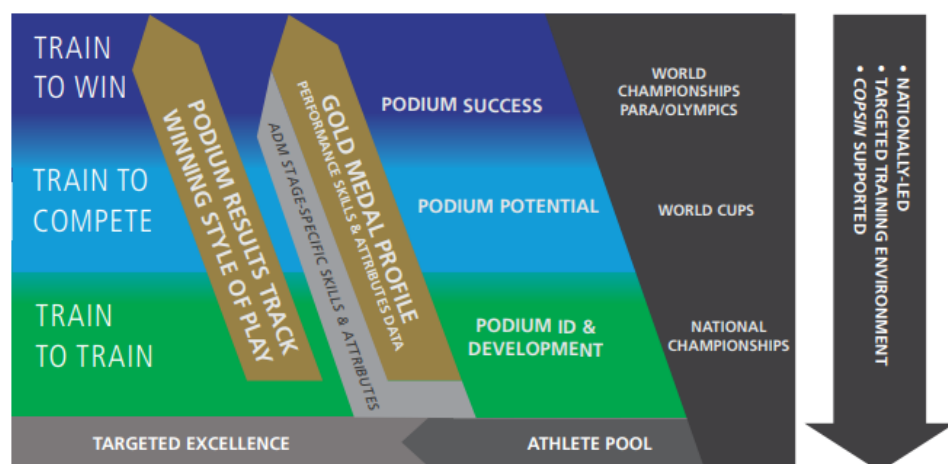 TRAIN
TO WIN
TRAIN TO
COMPETE
TRAIN
TO TRAIN
PODIUM RESULTS TRACK
WINNING STYLE OF PLAY
ADM STAGE-SPECIFIC SKILLS & ATTRIBUTES
GOLD MEDAL PROFILE
PERFORMANCE SKILLS & ATTRIBUTES DATA
PODIUM SUCCESS
PODIUM POTENTIAL
PODIUM ID &
DEVELOPMENT
WORLD
CHAMPIONSHIPS
PARA/OLYMPICS
WORLD CUPS
NATIONAL
CHAMPIONSHIPS
• NATIONALLY-LED
• TARGETED TRAINING ENVIRONMENT
• COPSIN SUPPORTED
TARGETED EXCELLENCE
ATHLETE POOL